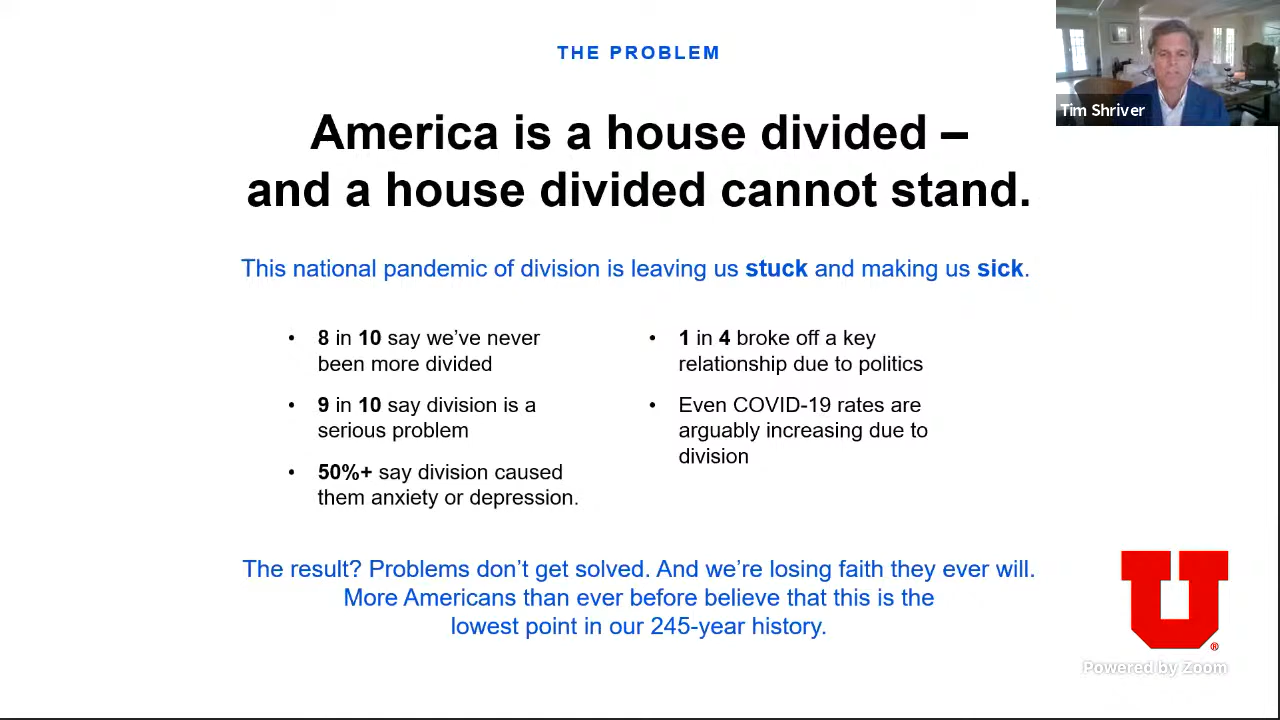 THE PROBLEM
Tim Shriver
America is a house divided –
and a house divided cannot stand.
This national pandemic of division is leaving us stuck and making us sick.
• 8 in 10 say we’ve never
been more divided
• 9 in 10 say division is a
serious problem
• 50%+ say division caused
them anxiety or depression.
• 1 in 4 broke off a key
relationship due to politics
• Even COVID-19 rates are
arguably increasing due to
division
The result? Problems don’t get solved. And we’re losing faith they ever will.
More Americans than ever before believe that this is the
lowest point in our 245-year history.
U®
Powered by Zoom